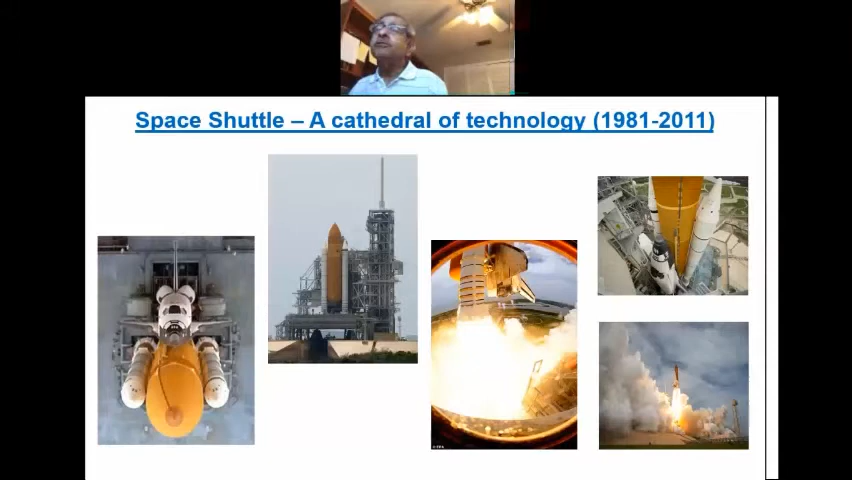 Space Shuttle – A cathedral of technology (1981-2011)